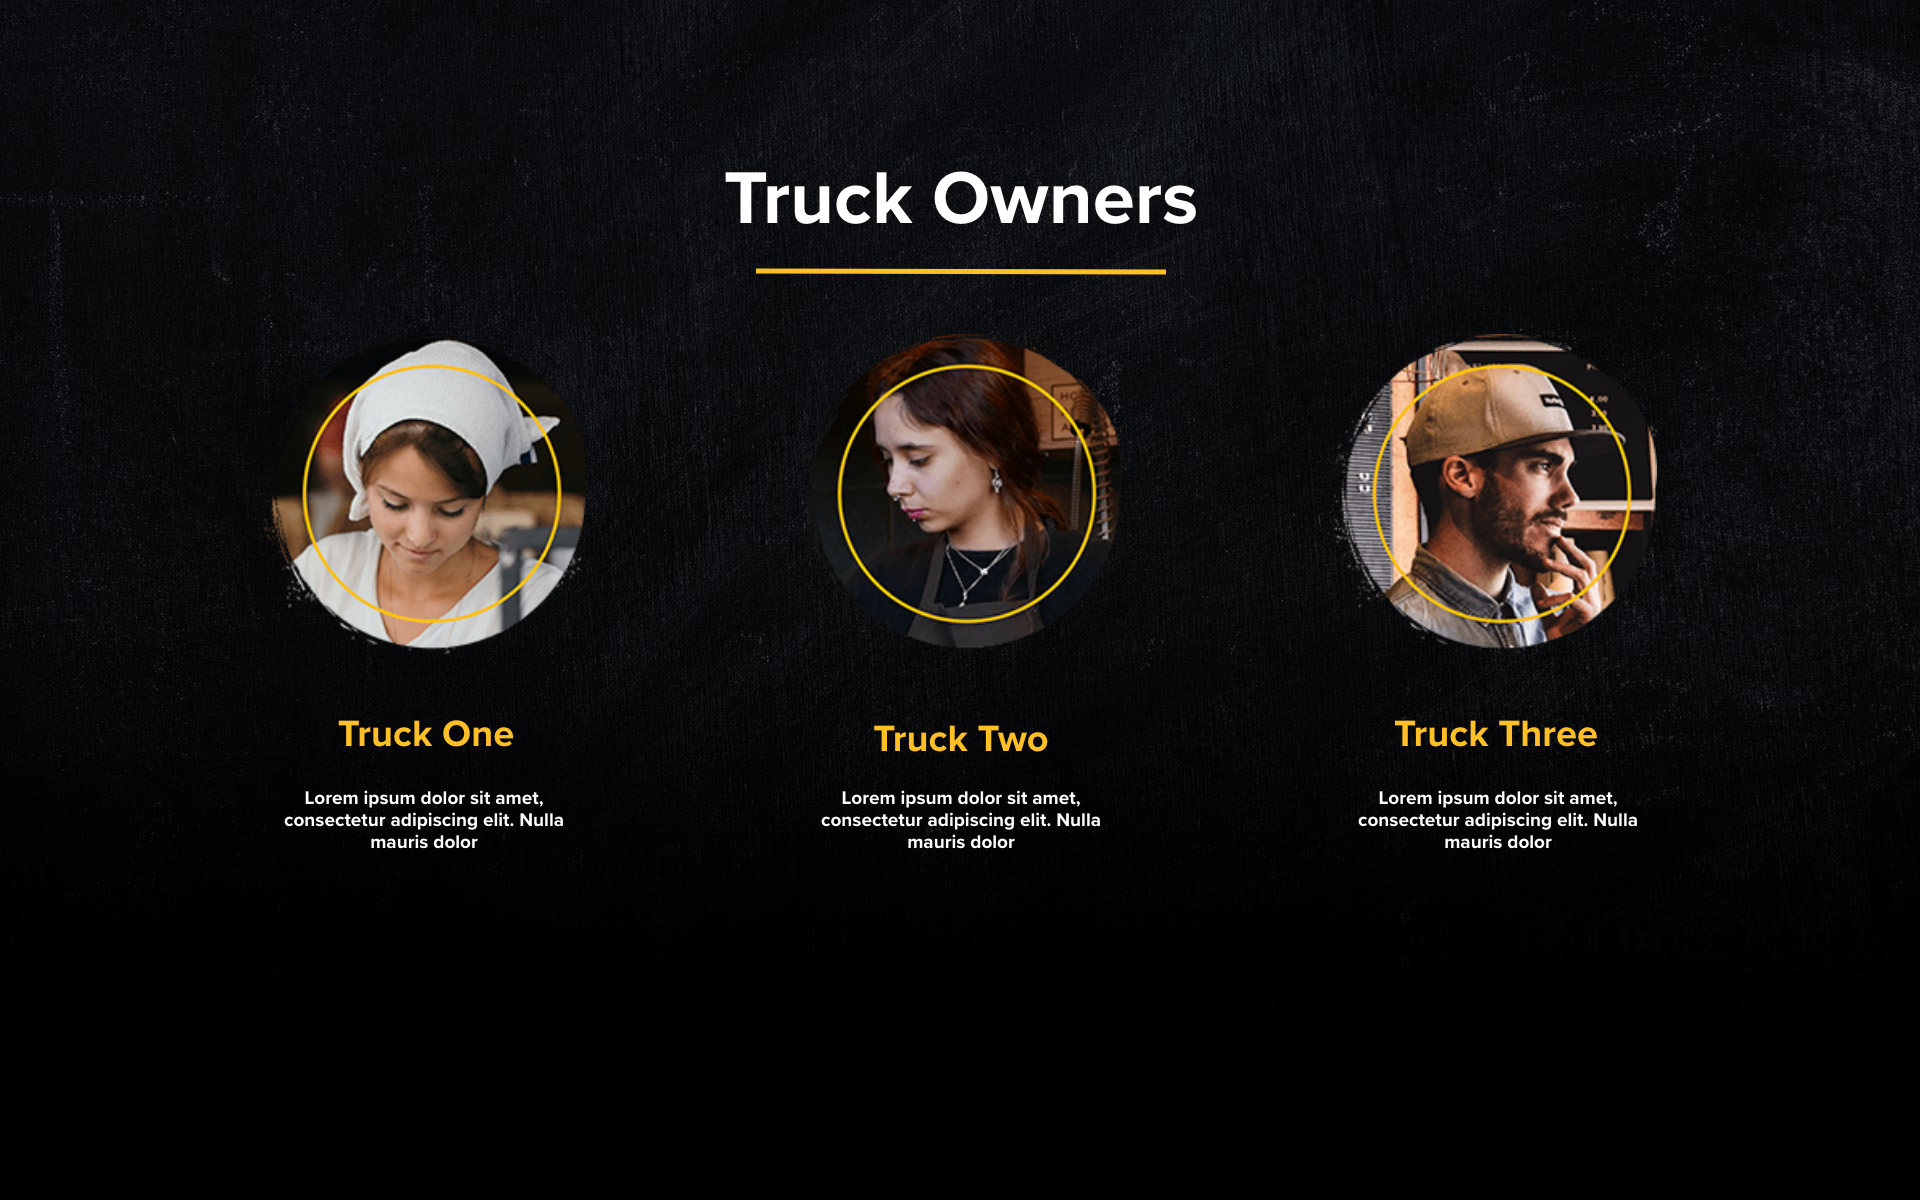 Truck Owners
Truck One
Lorem ipsum dolor sit amet,
consectetur adipiscing elit. Nulla
mauris dolor
Truck Two
Lorem ipsum dolor sit amet,
consectetur adipiscing elit. Nulla
mauris dolor
Truck Three
Lorem ipsum dolor sit amet,
consectetur adipiscing elit. Nulla
mauris dolor